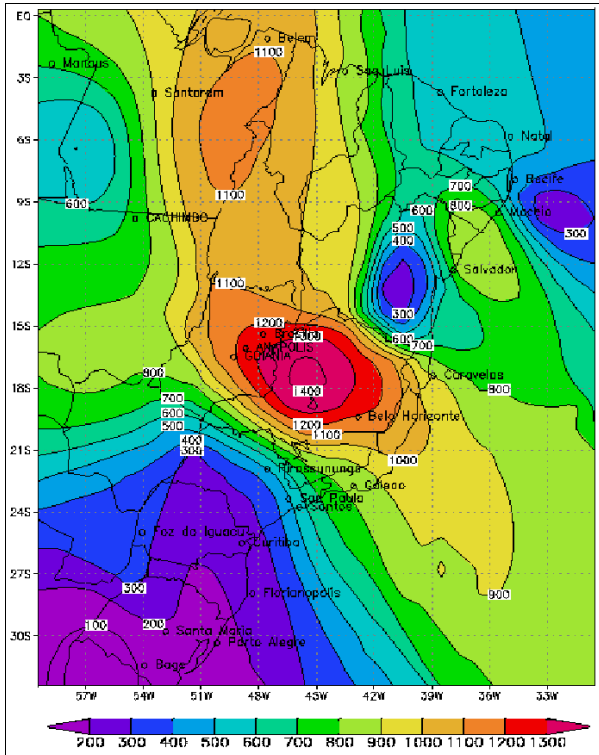 EQ
1100
Belem
Manaus
Sao Luis
3S
Santarem
Fortaleza
6S
Natal
700
Recife
9S
600
1100
600
800
Maceio
CACHIMBO
500
400
300
12S
1100
Salvador
300
15S
1200
1300
600
ANAPOLIS
700
GOIANIA
800
Caravelas
800
18S
1400
700
600
1200
Belo Horizonte
500
1100
400
21S
300
1000
Pirassununga
Galeao
Sao Paulo
24S
Santos
Foz do Iguacu
Curitiba
27S
300
Florianopolis
900
100
200
Santa Maria
30S
Porto Alegre
Bage
57W
54W
51W
48W
45W
42W
39W
36W
33W
200 300 400 500 600 700 800 900 1000 1100 1200 1300